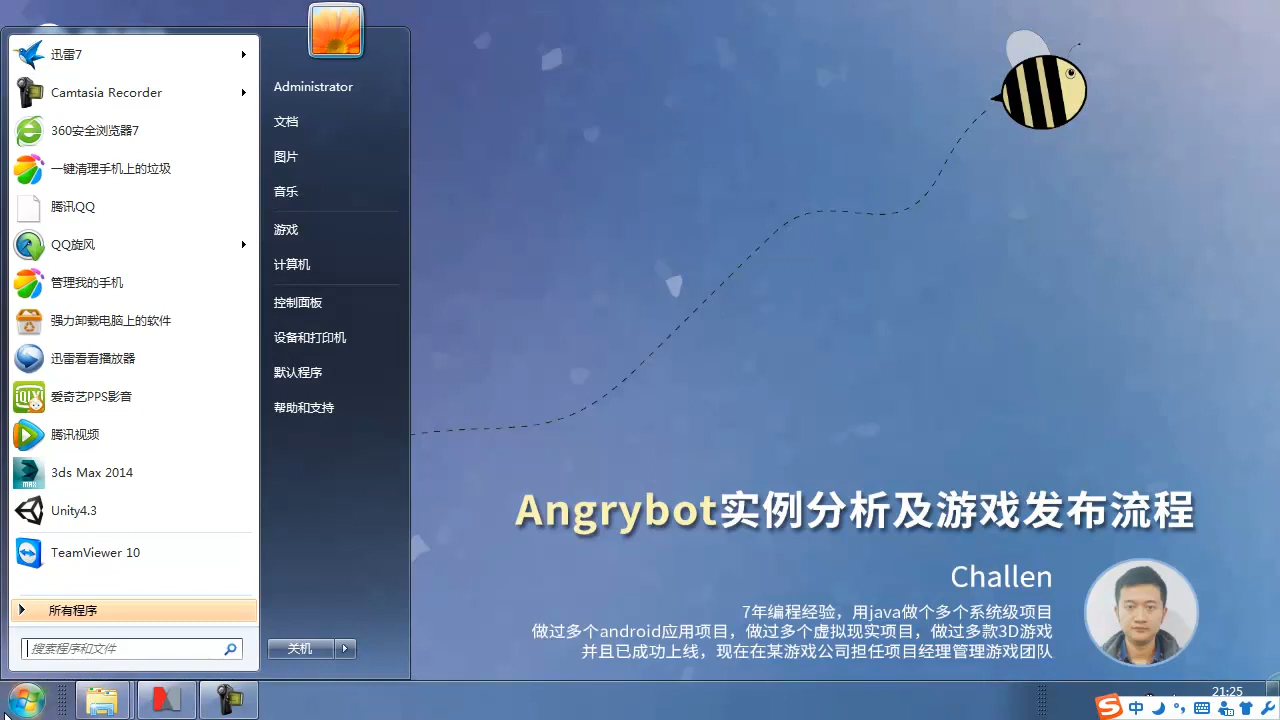 迅雷7
Camtasia Recorder
360安全浏览器7
一键清理手机上的垃圾
腾讯QQ
QQ旋风
管理我的手机
强力卸载电脑上的软件
迅雷看看播放器
爱奇艺PPS影音
腾讯视频
3ds Max 2014
Unity4.3
TeamViewer 10
所有程序
搜索程序和文件
Administrator
文档
图片
音乐
游戏
计算机
控制面板
设备和打印机
默认程序
帮助和支持
关机
Angrybot实例分析及游戏发布流程
Challen
7年编程经验，用java做个多个系统级项目
做过多个android应用项目，做过多个虚拟现实项目，做过多款3D游戏
并且已成功上线，现在在某游戏公司担任项目经理管理游戏团队
21:25
中